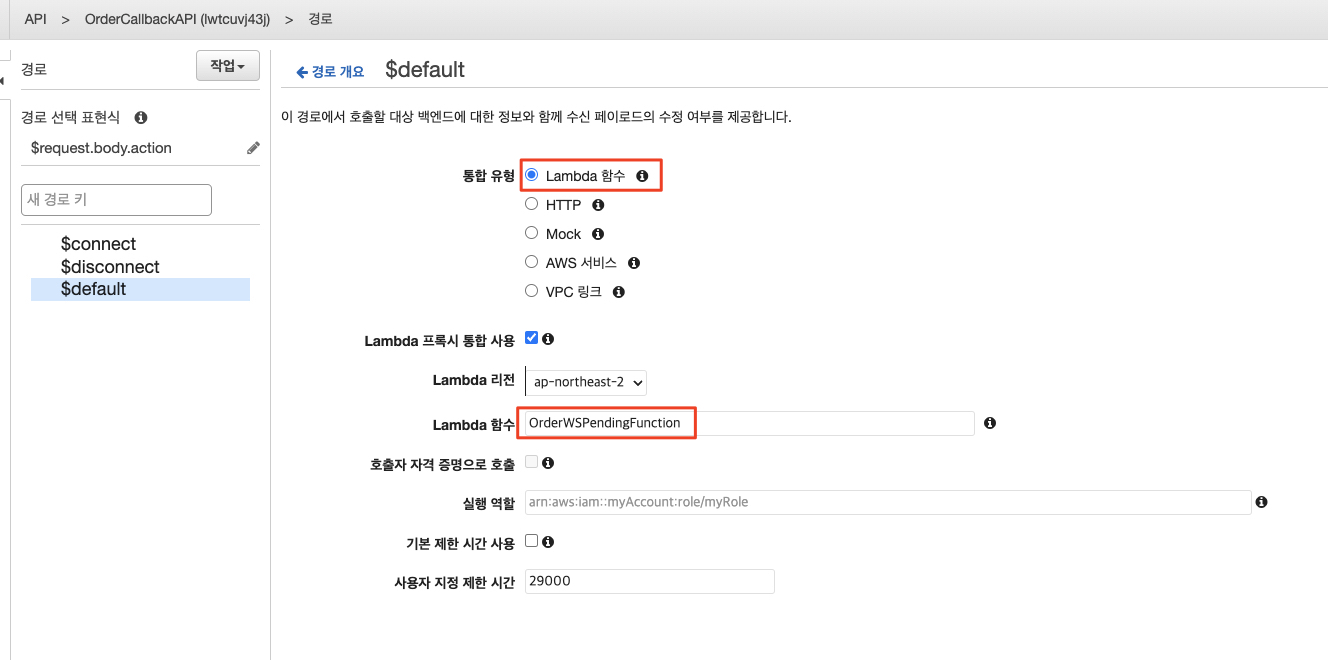 API > OrderCallbackAPI (lwtcuvj43j) > 경로
경로
작업
경로 선택 표현식
$request.body.action
새 경로 키
$connect
$disconnect
$default
경로 개요 $default
이 경로에서 호출할 대상 백엔드에 대한 정보와 함께 수신 페이로드의 수정 여부를 제공합니다.
통합 유형 Lambda 함수
HTTP
Mock
AWS 서비스
VPC 링크
Lambda 프록시 통합 사용
Lambda 리전 ap-northeast-2
Lambda 함수 OrderWSPendingFunction
호출자 자격 증명으로 호출
실행 역할 arn:aws:iam::myAccount:role/myRole
기본 제한 시간 사용
사용자 지정 제한 시간 29000